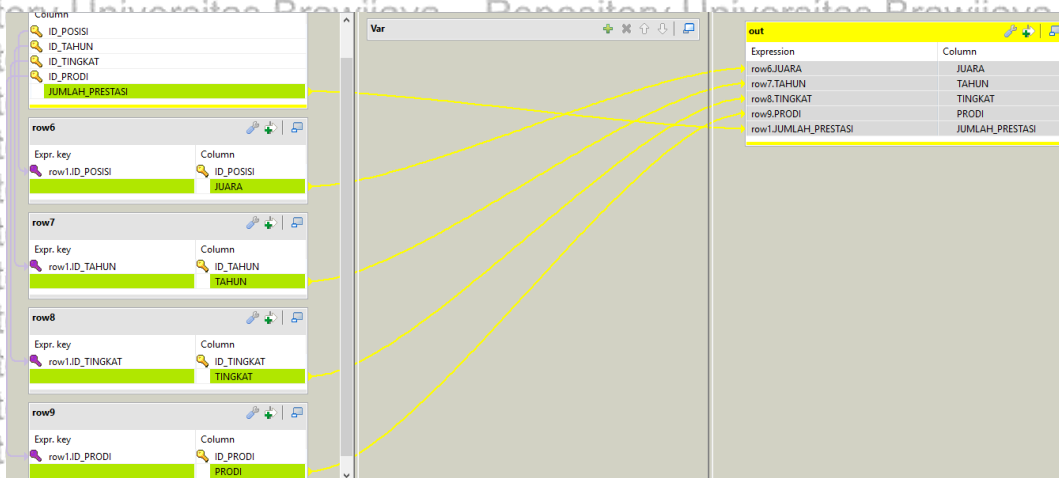 Repository Universitas Brawijaya
Column
ID_POSISI
ID_TAHUN
ID_TINGKAT
ID_PRODI
JUMLAH_PRESTASI
row6
Expr. key Column
row1.ID_POSISI ID_POSISI
JUARA
row7
Expr. key Column
row1.ID_TAHUN ID_TAHUN
TAHUN
row8
Expr. key Column
row1.ID_TINGKAT ID_TINGKAT
TINGKAT
row9
Expr. key Column
row1.ID_PRODI ID_PRODI
PRODI
Var
out
Expression Column
row6.JUARA JUARA
row7.TAHUN TAHUN
row8.TINGKAT TINGKAT
row9.PRODI PRODI
row1.JUMLAH_PRESTASI JUMLAH_PRESTASI